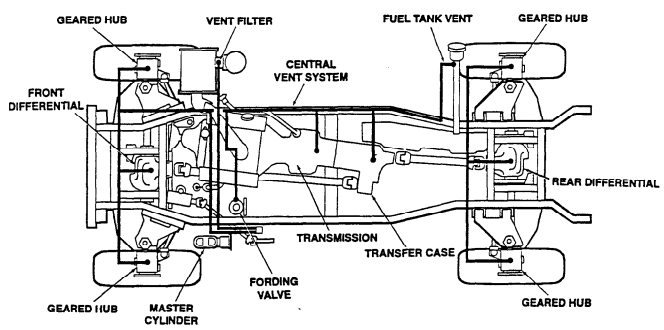 GEARED HUB
VENT FILTER
FUEL TANK VENT
GEARED HUB
CENTRAL
VENT SYSTEM
FRONT
DIFFERENTIAL
REAR DIFFERENTIAL
TRANSMISSION
TRANSFER CASE
FORDING
VALVE
GEARED HUB
MASTER
CYLINDER
GEARED HUB